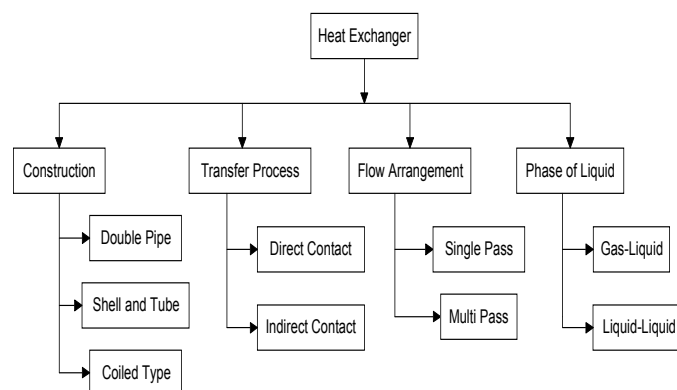 Heat Exchanger
Construction
Transfer Process
Flow Arrangement
Phase of Liquid
Double Pipe
Shell and Tube
Coiled Type
Direct Contact
Indirect Contact
Single Pass
Multi Pass
Gas-Liquid
Liquid-Liquid